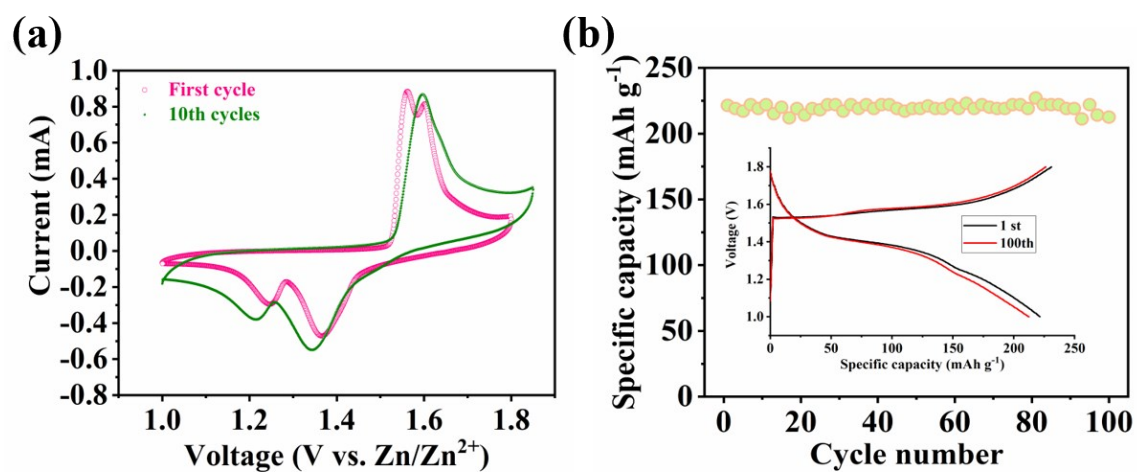 (a)
1.0
0.8
0.6
0.4
0.2
0.0
-0.2
-0.4
-0.6
-0.8
Current (mA)
First cycle
10th cycles
1.0 1.2 1.4 1.6 1.8
Voltage (V vs. Zn/Zn²⁺)
(b)
250
200
150
100
50
0
Specific capacity (mAh g⁻¹)
1.8
1.6
1.4
1.2
1.0
Voltage (V)
1 st
100th
0 50 100 150 200 250
Specific capacity (mAh g⁻¹)
0 20 40 60 80 100
Cycle number